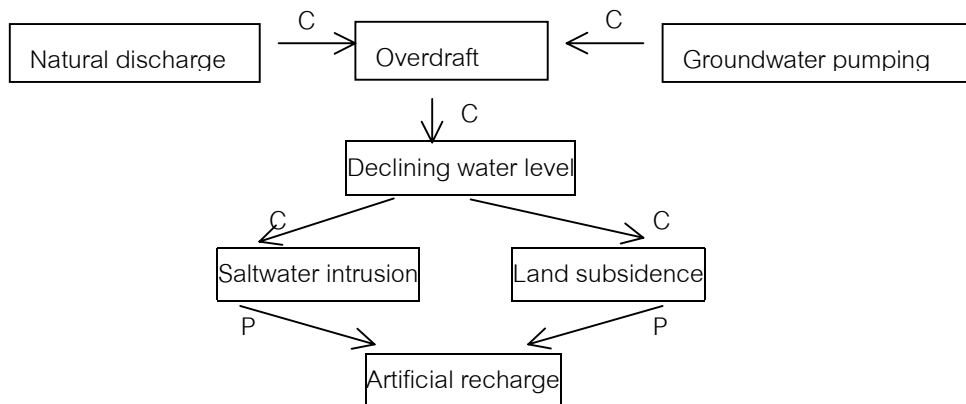 C
C
Natural discharge
Overdraft
Groundwater pumping
C
Declining water level
C
C
Saltwater intrusion
Land subsidence
P
P
Artificial recharge